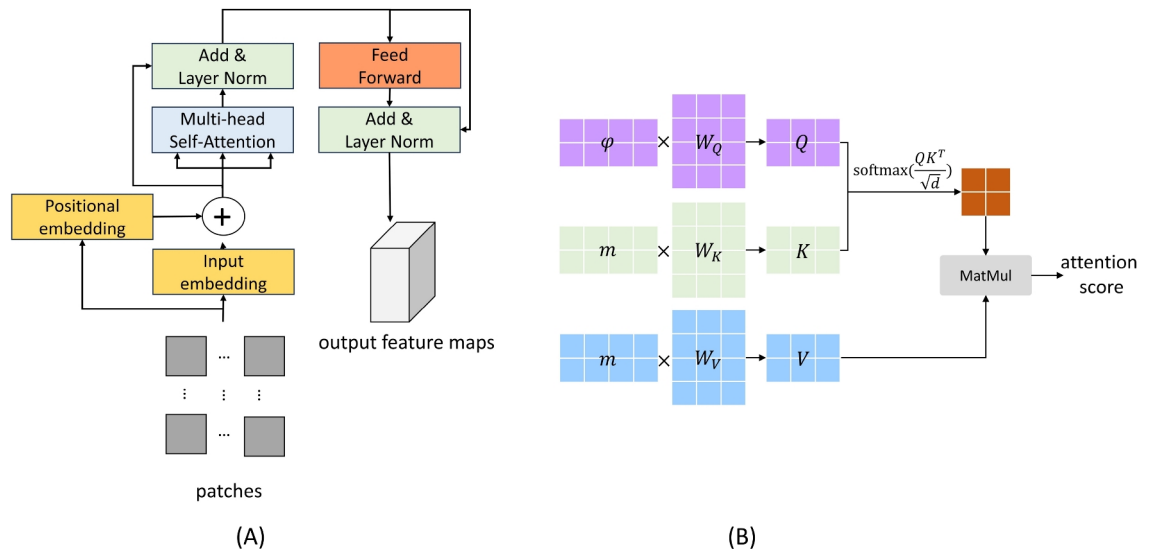 Add &
Layer Norm
Multi-head
Self-Attention
Positional
embedding
+
Input
embedding
Feed
Forward
Add &
Layer Norm
output feature maps
...
...
...
...
...
patches
(A)
φ × W_Q Q
softmax(QK^T/√d)
m × W_K K
MatMul
attention
score
m × W_V V
(B)